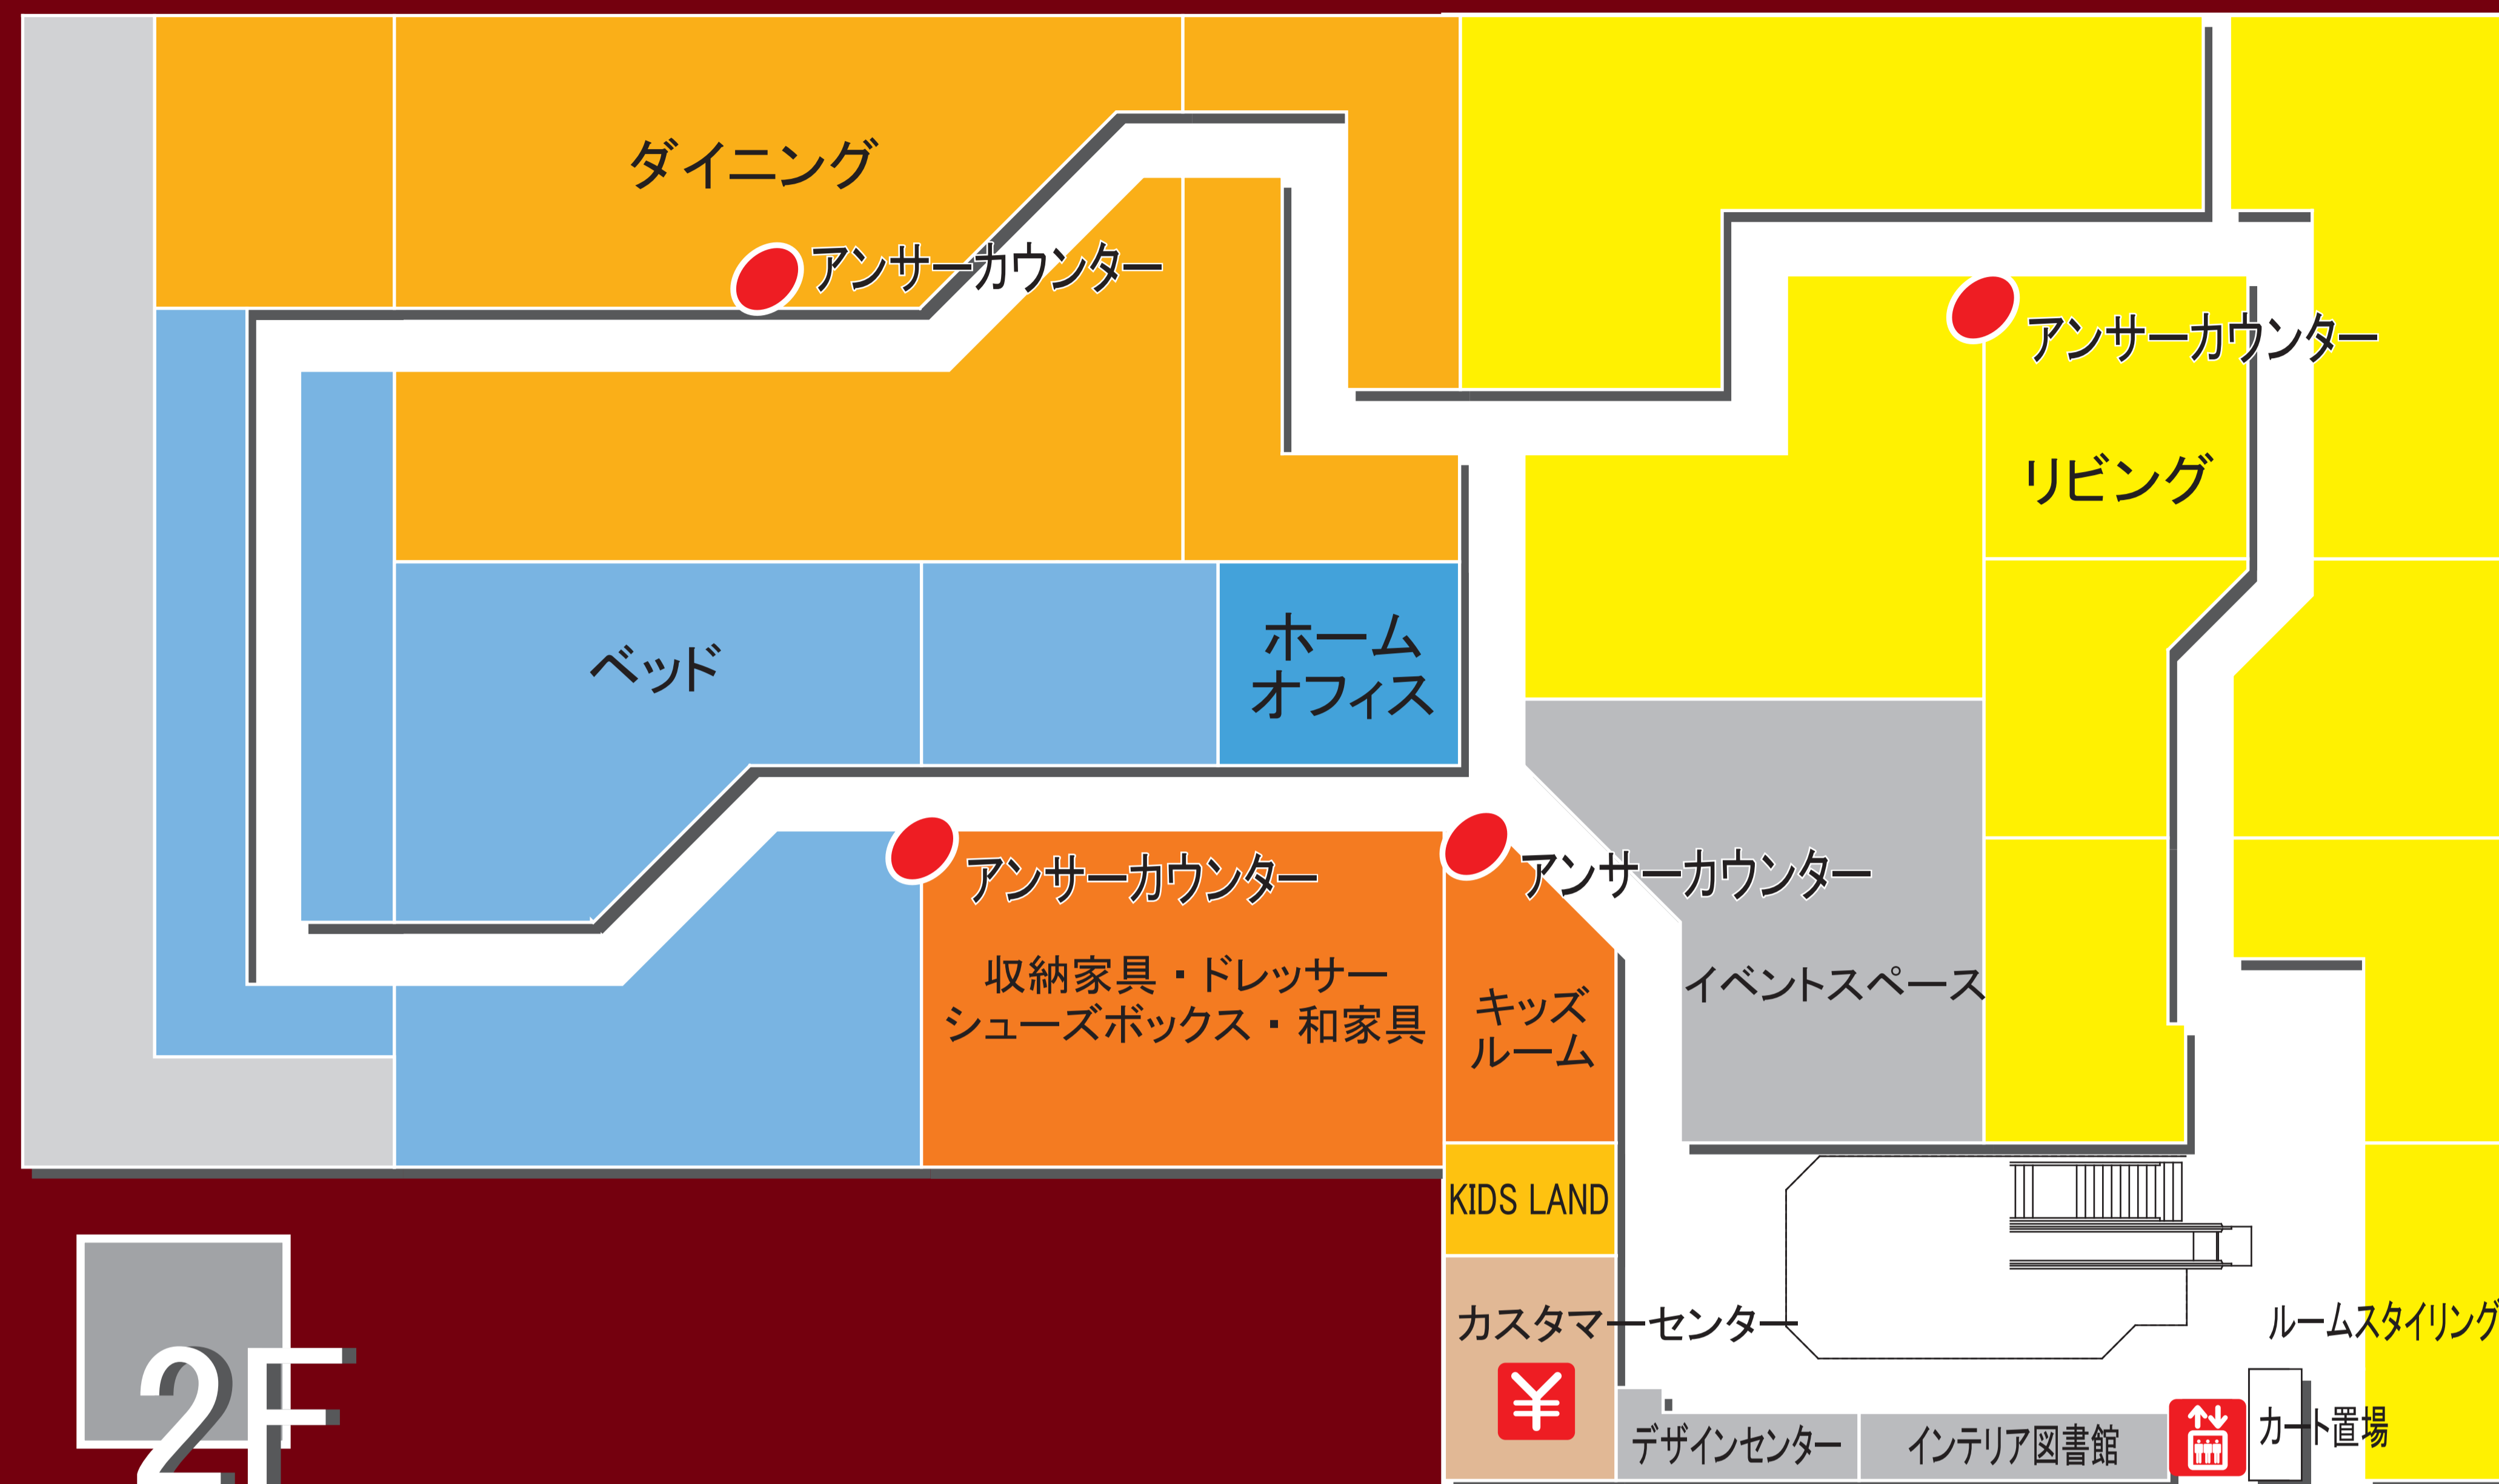 ダイニング
アンサーカウンター
アンサーカウンター
リビング
ベッド
ホーム
オフィス
アンサーカウンター
アンサーカウンター
収納家具・ドレッサー
シューズボックス・和家具
キッズ
ルーム
イベントスペース
KIDS LAND
カスタマーセンター
¥
ルームスタイリング
デザインセンター
インテリア図書館
カート置場
2F